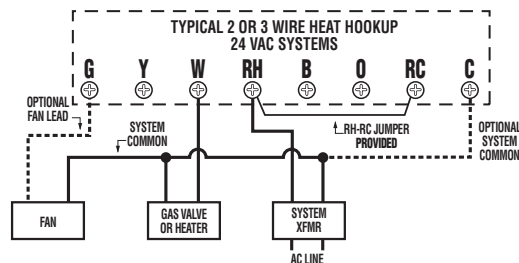 TYPICAL 2 OR 3 WIRE HEAT HOOKUP
24 VAC SYSTEMS
G Y W RH B O RC C
OPTIONAL
FAN LEAD
SYSTEM
COMMON
RH-RC JUMPER
PROVIDED
OPTIONAL
SYSTEM
COMMON
FAN
GAS VALVE
OR HEATER
SYSTEM
XFMR
AC LINE